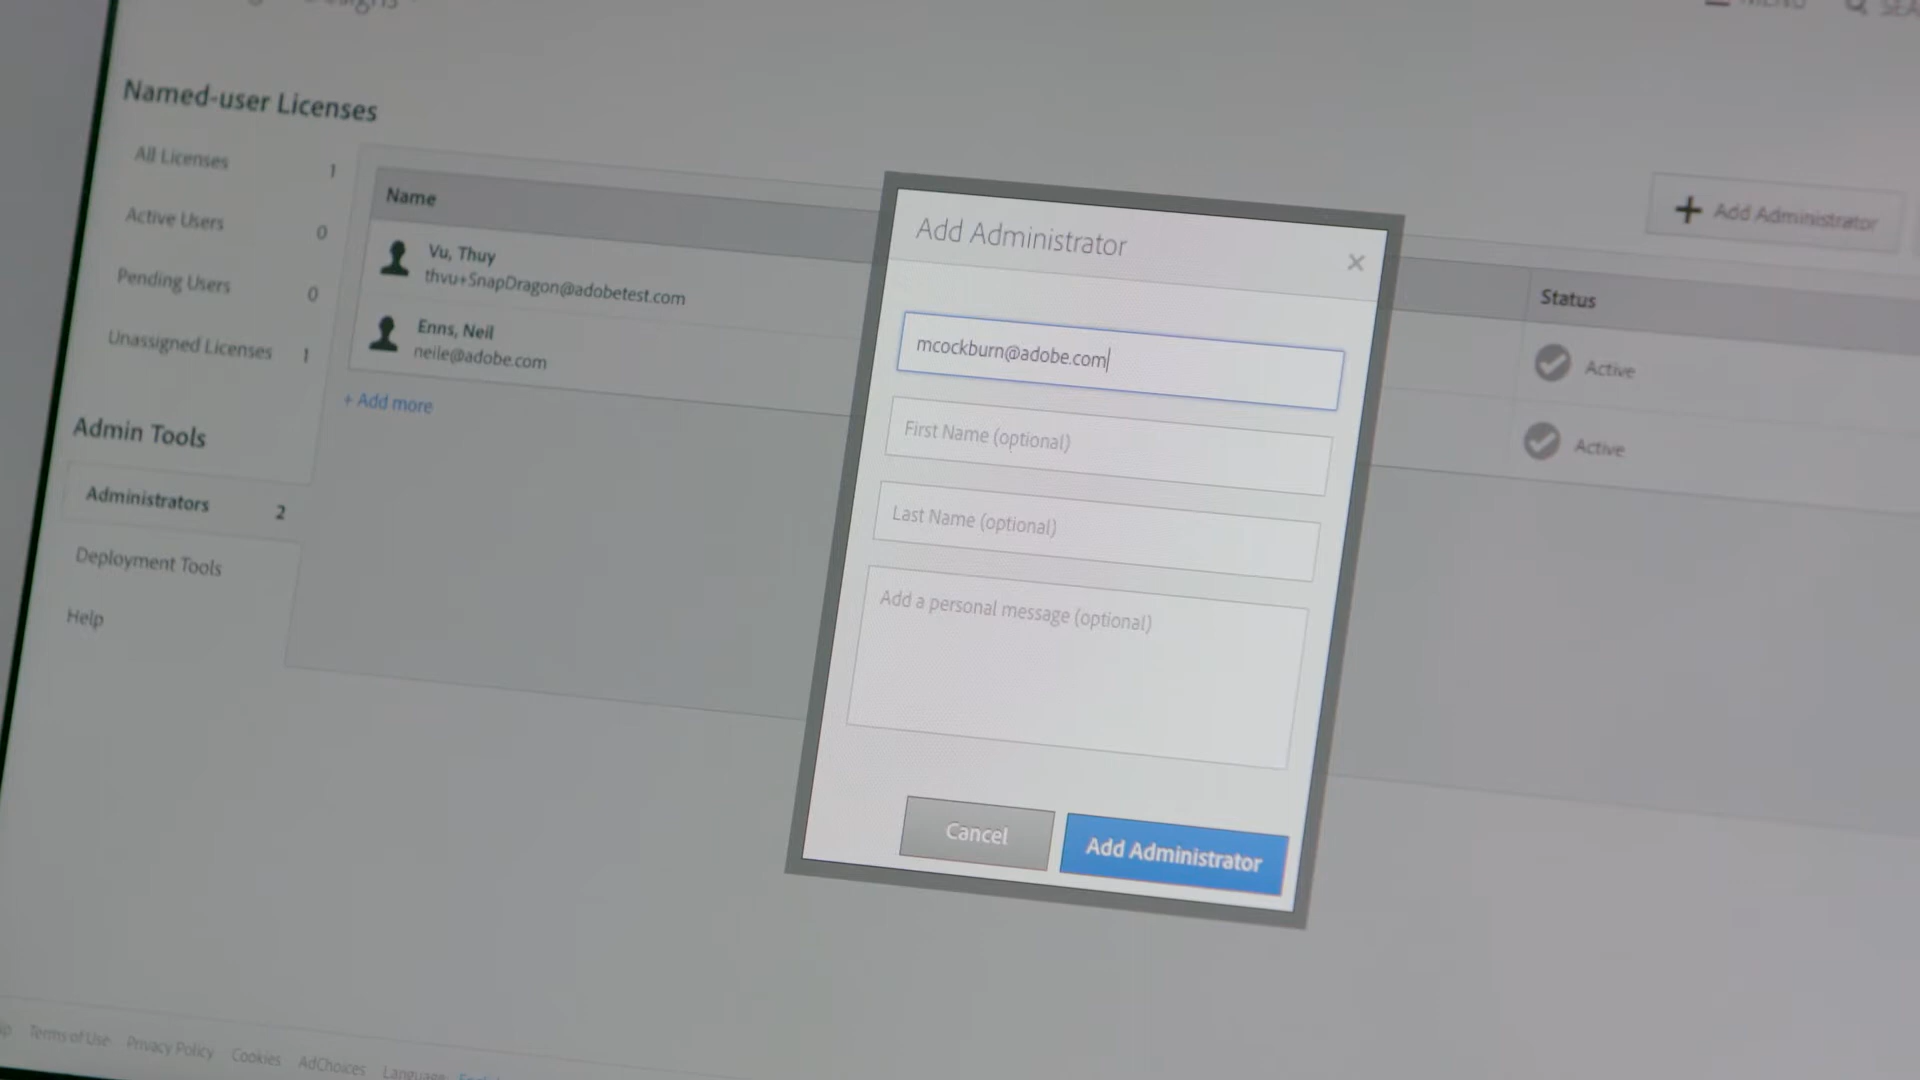 Named-user Licenses
All Licenses 1
Active Users 0
Pending Users 0
Unassigned Licenses 1
Admin Tools
Administrators 2
Deployment Tools
Help
Name
Vu, Thuy
thvu+SnapDragon@adobetest.com
Enns, Neil
neile@adobe.com
+ Add more
Add Administrator
×
mcockburn@adobe.com
First Name (optional)
Last Name (optional)
Add a personal message (optional)
Cancel
Add Administrator
MENU
+ Add Administrator
Status
Active
Active
Terms of Use Privacy Policy Cookies AdChoices Language